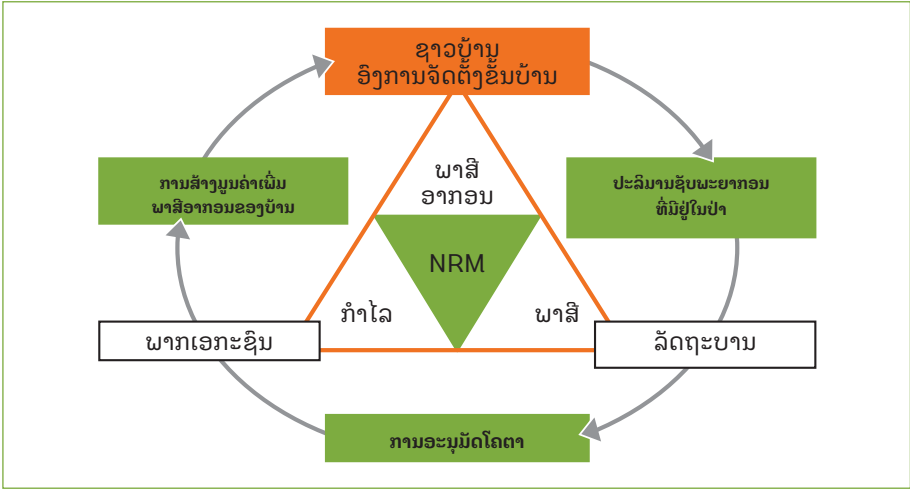 ຊາວບ້ານ
ອົງການຈັດຕັ້ງຂັ້ນບ້ານ
ການສ້າງມູນຄ່າເພີ່ມ
ພາສີອາກອນຂອງບ້ານ
ພາສີ
ອາກອນ
ປະລິມານຊັບພະຍາກອນ
ທີ່ມີຢູ່ໃນປ່າ
NRM
ກຳໄລ
ພາສີ
ພາກເອກະຊົນ
ລັດຖະບານ
ການອະນຸມັດໂຄຕາ